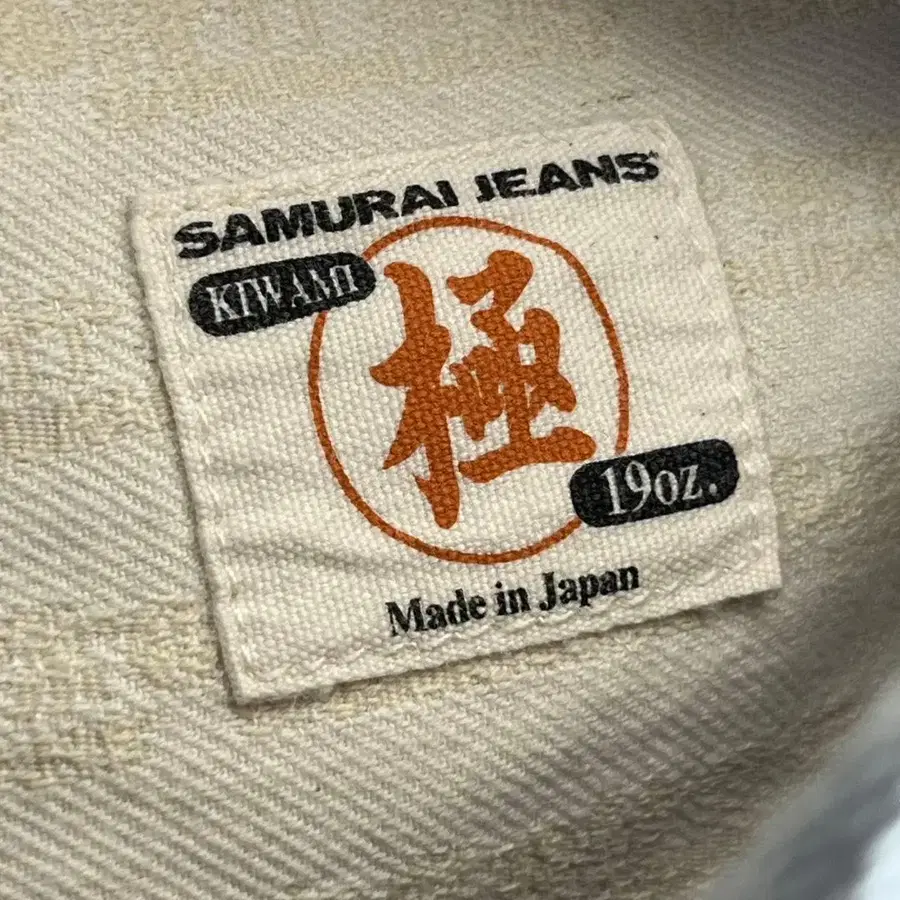 SAMURAI JEANS
KIWAMI
極
19oz.
Made in Japan